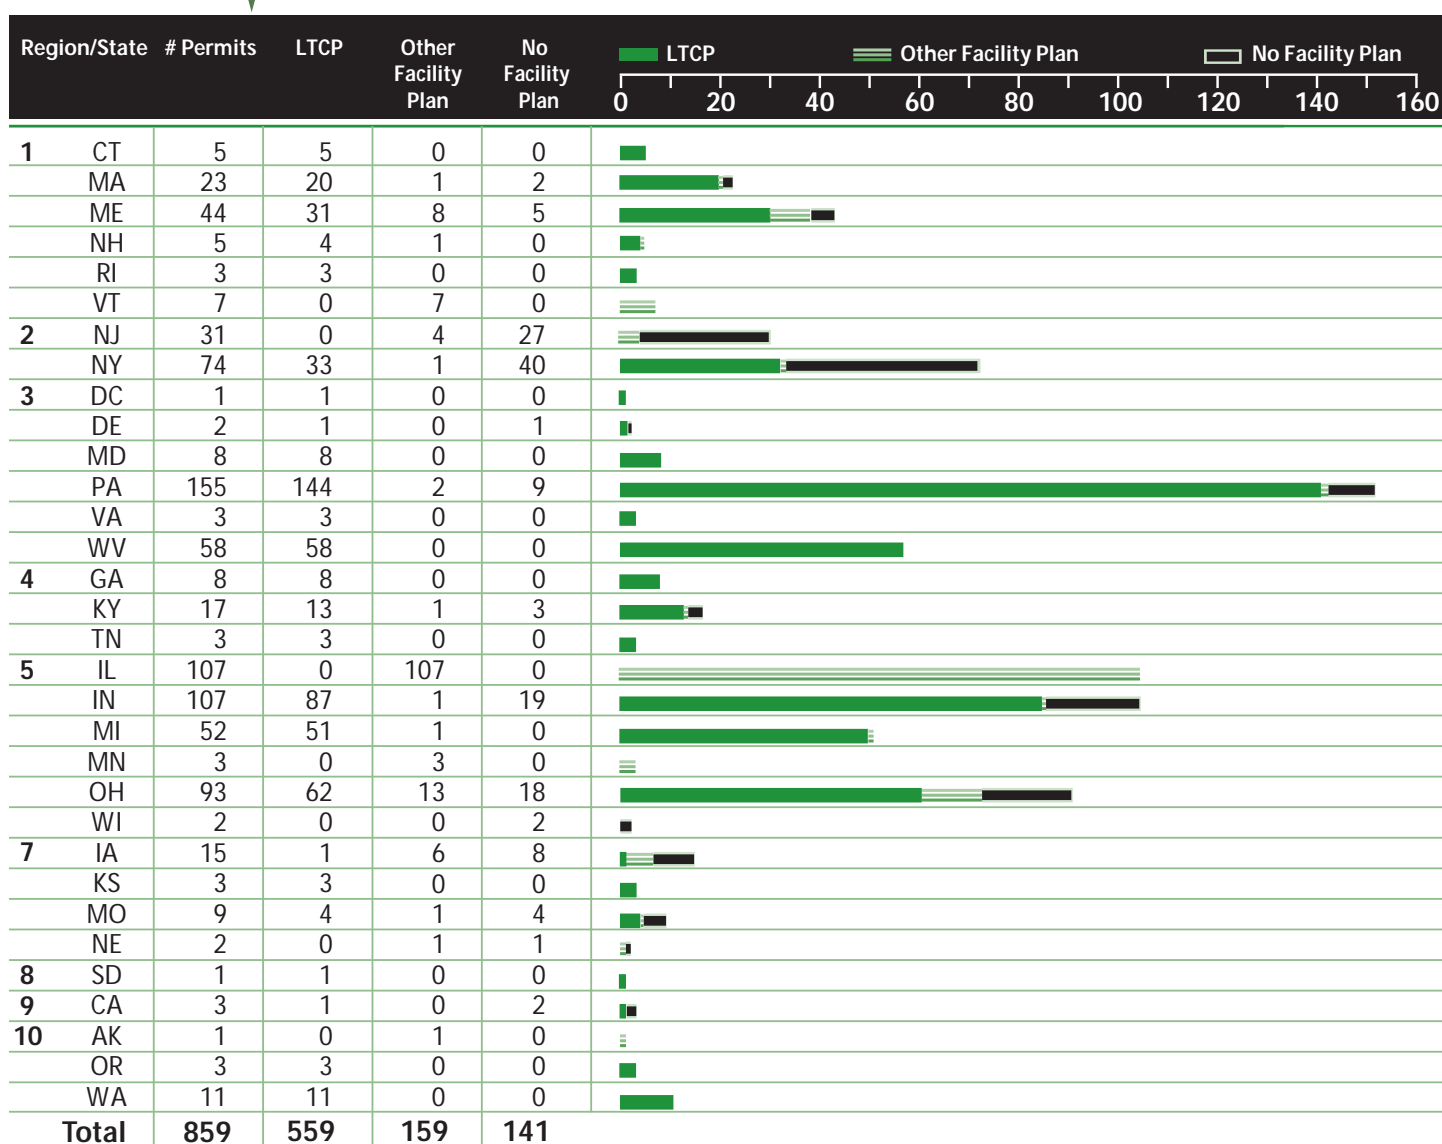 Region/State # Permits LTCP Other Facility Plan No Facility Plan
LTCP Other Facility Plan No Facility Plan
0 20 40 60 80 100 120 140 160
1 CT 5 5 0 0
MA 23 20 1 2
ME 44 31 8 5
NH 5 4 1 0
RI 3 3 0 0
VT 7 0 7 0
2 NJ 31 0 4 27
NY 74 33 1 40
3 DC 1 1 0 0
DE 2 1 0 1
MD 8 8 0 0
PA 155 144 2 9
VA 3 3 0 0
WV 58 58 0 0
4 GA 8 8 0 0
KY 17 13 1 3
TN 3 3 0 0
5 IL 107 0 107 0
IN 107 87 1 19
MI 52 51 1 0
MN 3 0 3 0
OH 93 62 13 18
WI 2 0 0 2
7 IA 15 1 6 8
KS 3 3 0 0
MO 9 4 1 4
NE 2 0 1 1
8 SD 1 1 0 0
9 CA 3 1 0 2
10 AK 1 0 1 0
OR 3 3 0 0
WA 11 11 0 0
Total 859 559 159 141